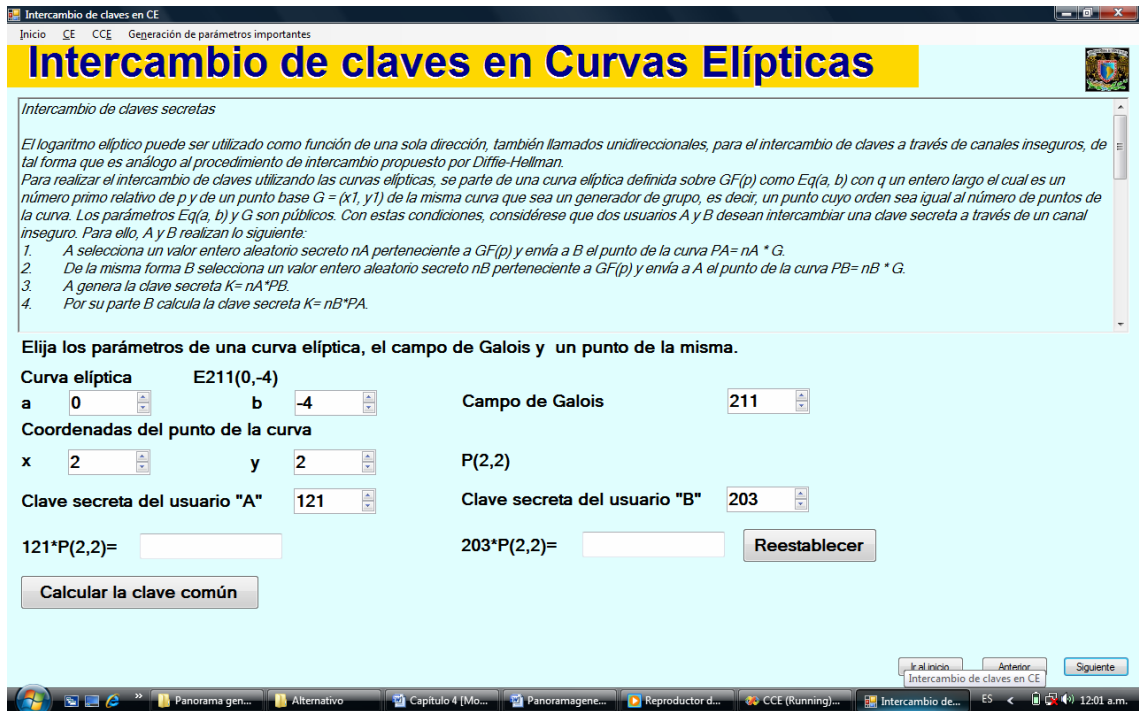 Intercambio de claves en CE
Inicio CE CCE Generación de parámetros importantes
Intercambio de claves en Curvas Elípticas
Intercambio de claves secretas
El logaritmo elíptico puede ser utilizado como función de una sola dirección, también llamados unidireccionales, para el intercambio de claves a través de canales inseguros, de
tal forma que es análogo al procedimiento de intercambio propuesto por Diffie-Hellman.
Para realizar el intercambio de claves utilizando las curvas elípticas, se parte de una curva elíptica definida sobre GF(p) como Eq(a, b) con q un entero largo el cual es un
número primo relativo de p y de un punto base G = (x1, y1) de la misma curva que sea un generador de grupo, es decir, un punto cuyo orden sea igual al número de puntos de
la curva. Los parámetros Eq(a, b) y G son públicos. Con estas condiciones, considérese que dos usuarios A y B desean intercambiar una clave secreta a través de un canal
inseguro. Para ello, A y B realizan lo siguiente:
1. A selecciona un valor entero aleatorio secreto nA perteneciente a GF(p) y envía a B el punto de la curva PA= nA * G.
2. De la misma forma B selecciona un valor entero aleatorio secreto nB perteneciente a GF(p) y envía a A el punto de la curva PB= nB * G.
3. A genera la clave secreta K= nA*PB.
4. Por su parte B calcula la clave secreta K= nB*PA.
Elija los parámetros de una curva elíptica, el campo de Galois y un punto de la misma.
Curva elíptica E211(0,-4)
a 0 b -4 Campo de Galois 211
Coordenadas del punto de la curva
x 2 y 2 P(2,2)
Clave secreta del usuario "A" 121 Clave secreta del usuario "B" 203
121*P(2,2)= 203*P(2,2)= Reestablecer
Calcular la clave común
Ir al inicio Anterior Siguiente
Intercambio de claves en CE
Panorama gen... Alternativo Capítulo 4 [Mo... Panoramagene... Reproductor d... CCE (Running)... Intercambio de... ES 12:01 a.m.